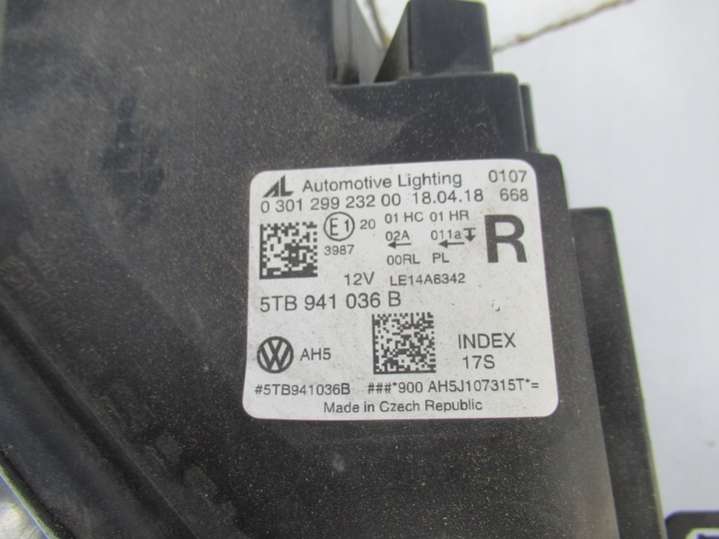 AL Automotive Lighting 0107
0 301 299 232 00 18.04.18 668
E1 20 01 HC 01 HR
02A 011a
3987 00RL PL R
12V LE14A6342
5TB 941 036 B
AH5 INDEX
17S
#5TB941036B ###*900 AH5J107315T*=
Made in Czech Republic